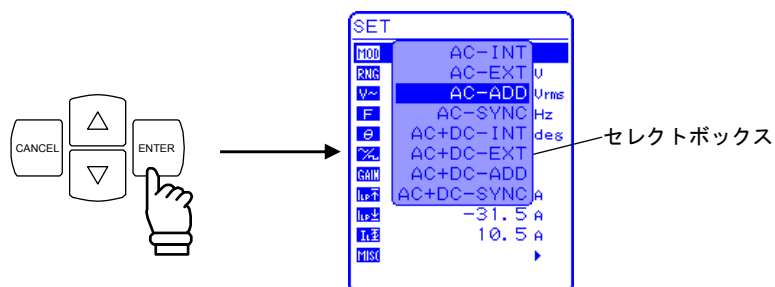 SET
MOD
AC-INT
RNG
AC-EXT V
V~
AC-ADD Vrms
F
AC-SYNC Hz
θ
AC+DC-INT deg
AC+DC-EXT
GAIN
AC+DC-ADD
AC+DC-SYNC A
-31.5 A
10.5 A
MISC
CANCEL
ENTER
セレクトボックス